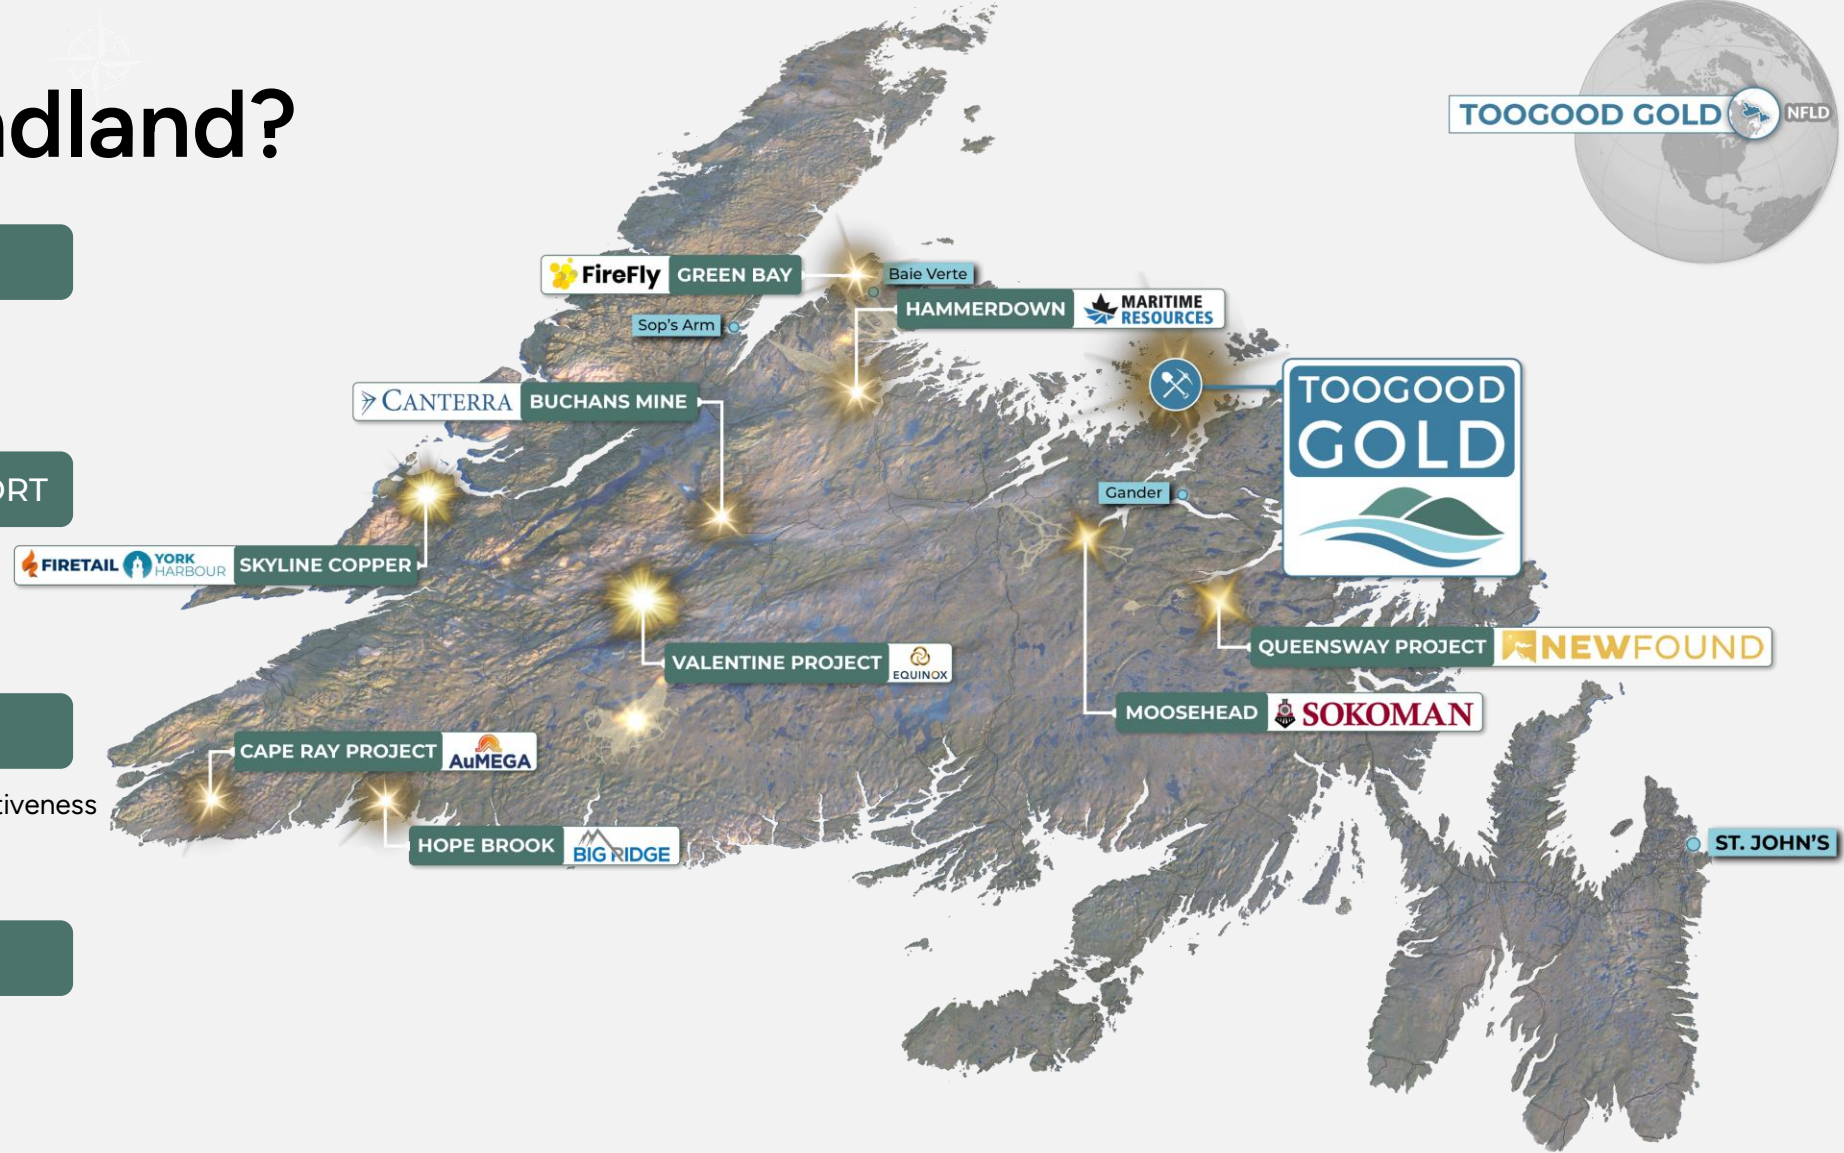 ndland?
ORT
tiveness
TOOGOOD GOLD
NFLD
FireFly GREEN BAY
Baie Verte
HAMMERDOWN MARITIME
RESOURCES
Sop's Arm
CANTERRA BUCHANS MINE
TOOGOOD
GOLD
Gander
FIRETAIL YORK
HARBOUR SKYLINE COPPER
VALENTINE PROJECT EQUINOX
QUEENSWAY PROJECT NEWFOUND
MOOSEHEAD SOKOMAN
CAPE RAY PROJECT AuMEGA
HOPE BROOK BIG RIDGE
ST. JOHN'S